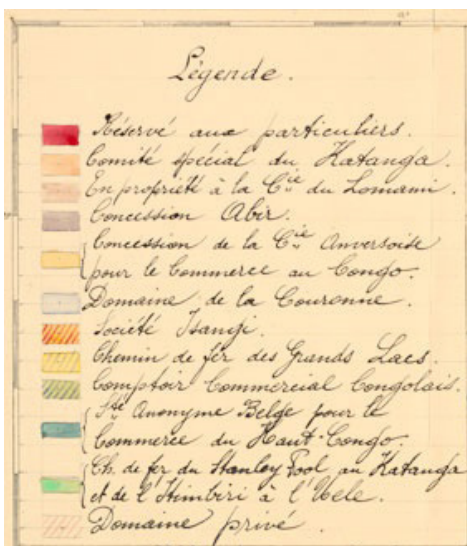 Légende.
Réservé aux particuliers.
Comité spécial du Katanga.
En propriété à la Cie du Lomami.
Concession Abir.
Concession de la Cie Anversoise
pour le Commerce au Congo.
Domaine de la Couronne.
Société Isangi.
Chemin de fer des Grands Lacs.
Comptoir Commercial Congolais.
Sté Anonyme Belge pour le
Commerce du Haut-Congo.
Ch. de fer du Stanley Pool au Katanga
et de l'Itimbiri à l'Uele.
Domaine privé.